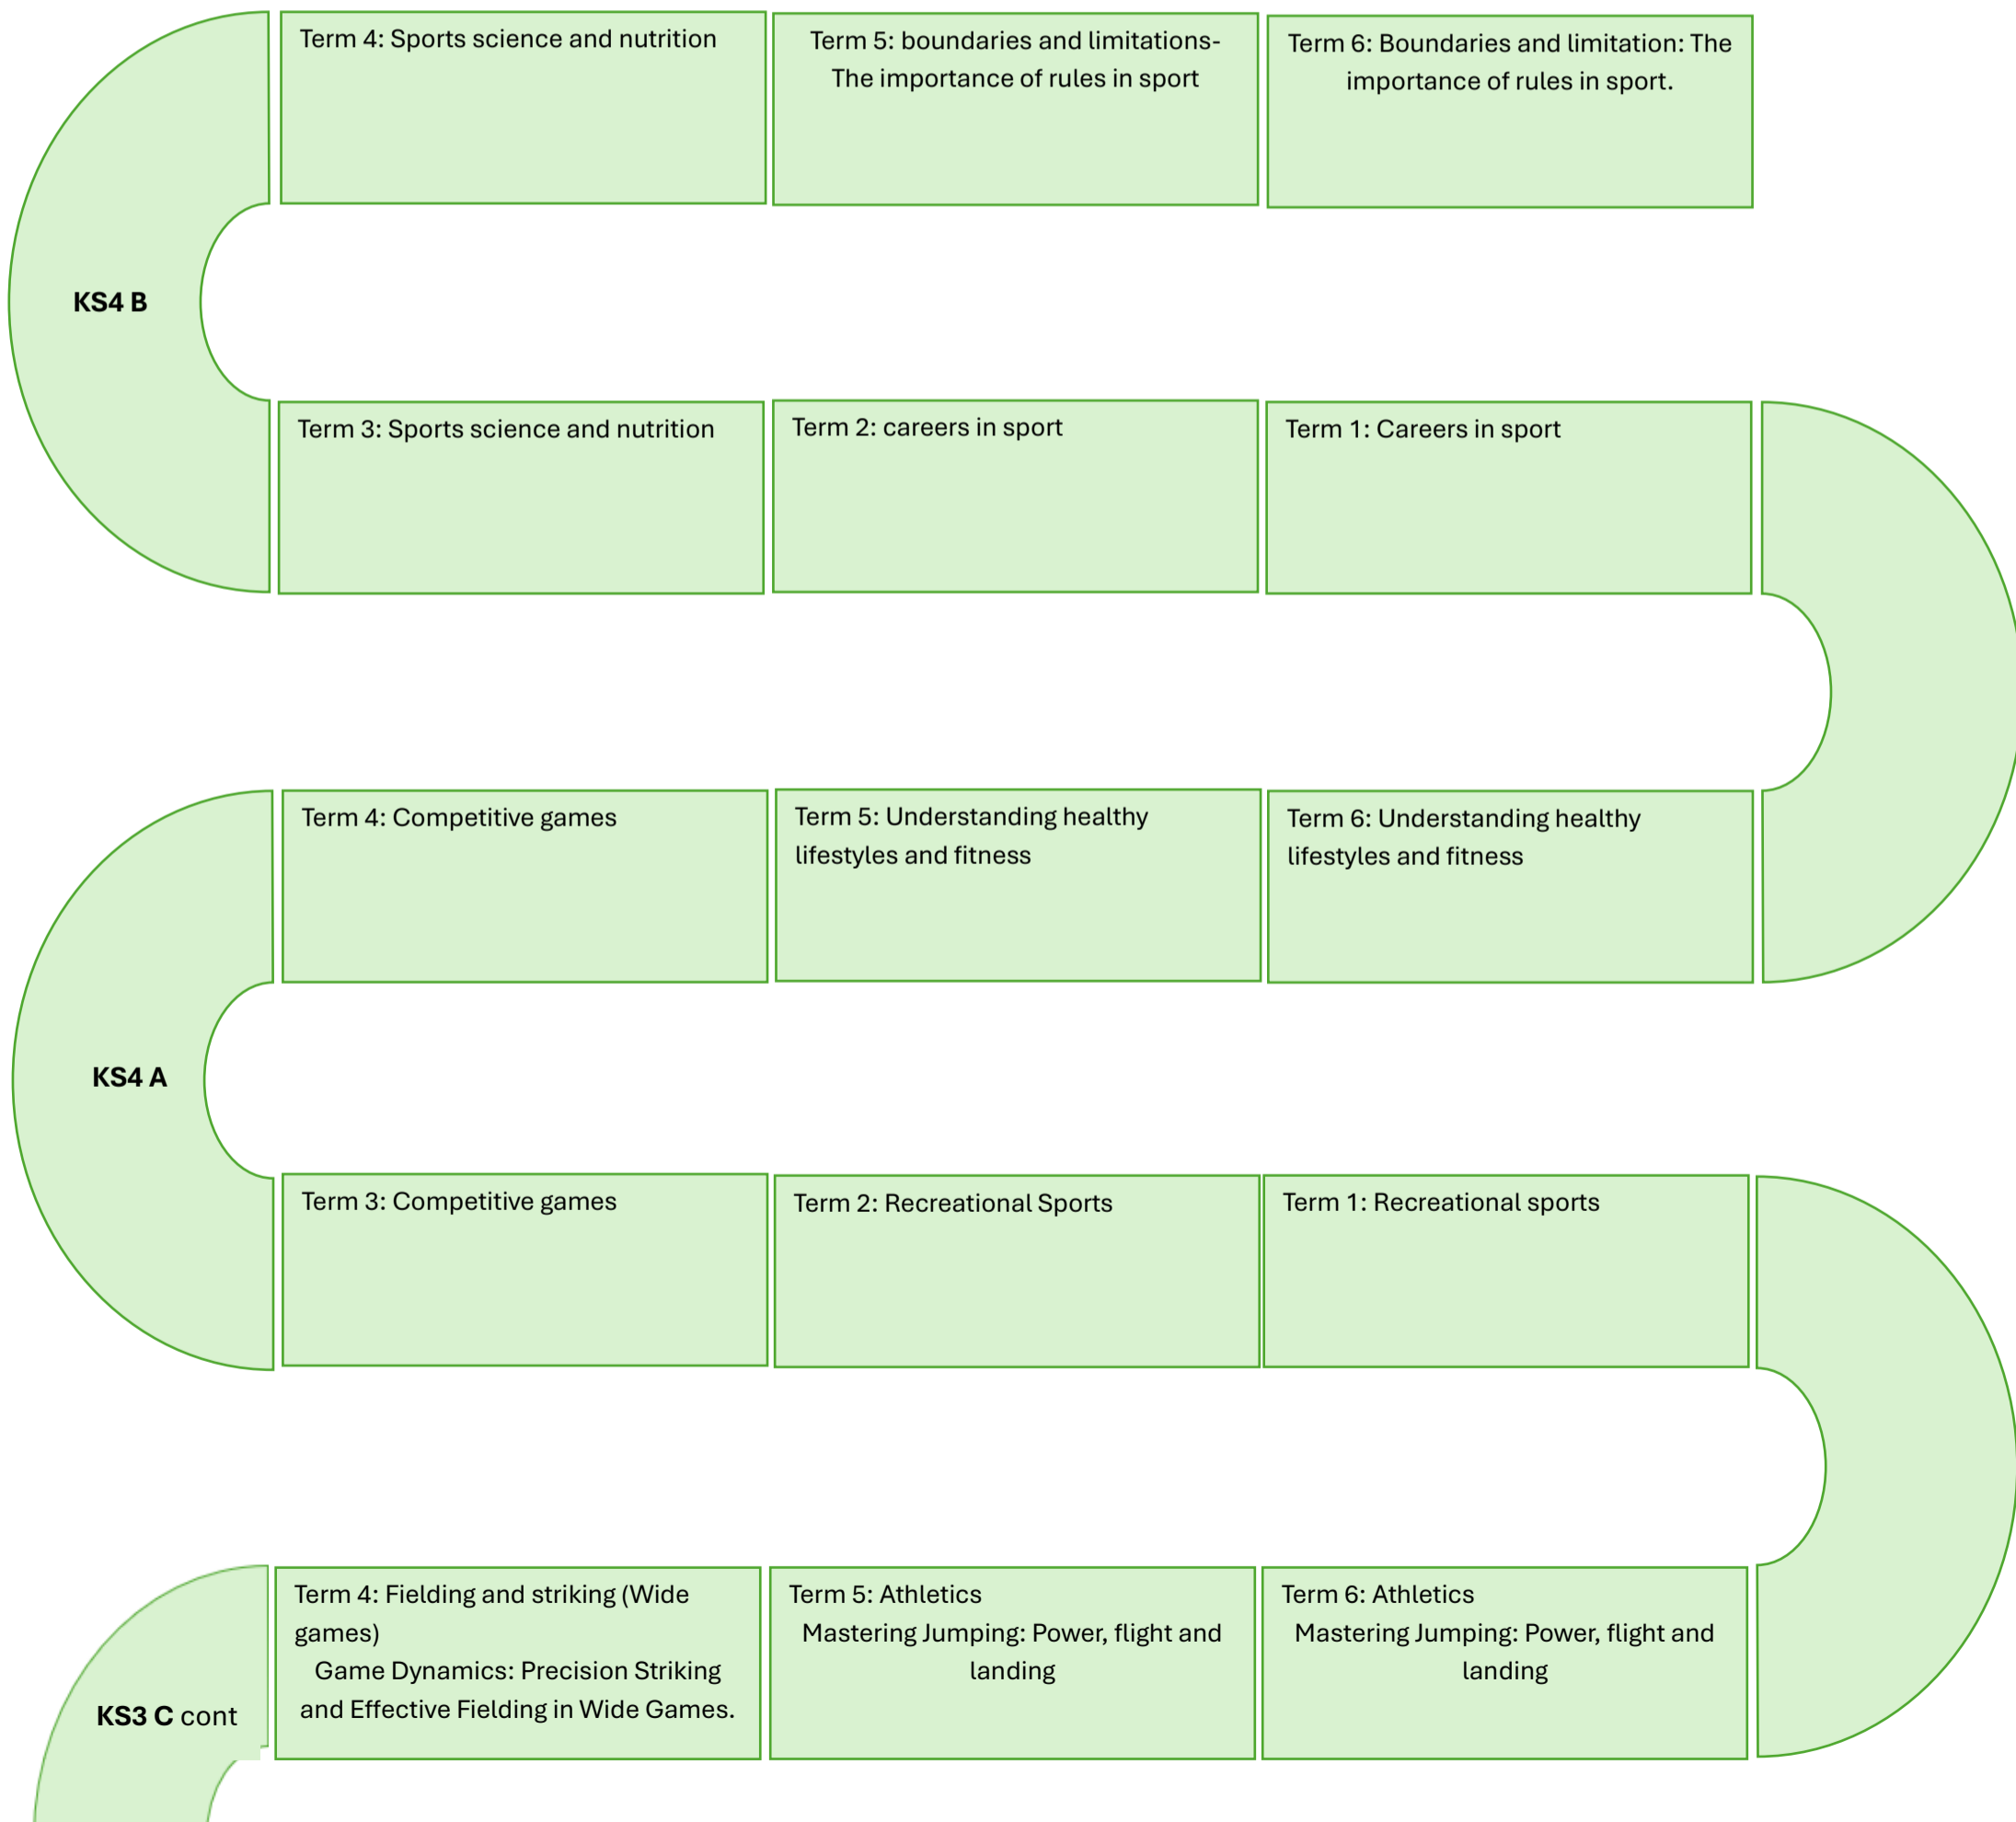 Term 4: Sports science and nutrition
Term 5: boundaries and limitations-
The importance of rules in sport
Term 6: Boundaries and limitation: The
importance of rules in sport.
KS4 B
Term 3: Sports science and nutrition
Term 2: careers in sport
Term 1: Careers in sport
Term 4: Competitive games
Term 5: Understanding healthy
lifestyles and fitness
Term 6: Understanding healthy
lifestyles and fitness
KS4 A
Term 3: Competitive games
Term 2: Recreational Sports
Term 1: Recreational sports
Term 4: Fielding and striking (Wide
games)
Game Dynamics: Precision Striking
and Effective Fielding in Wide Games.
Term 5: Athletics
Mastering Jumping: Power, flight and
landing
Term 6: Athletics
Mastering Jumping: Power, flight and
landing
KS3 C cont